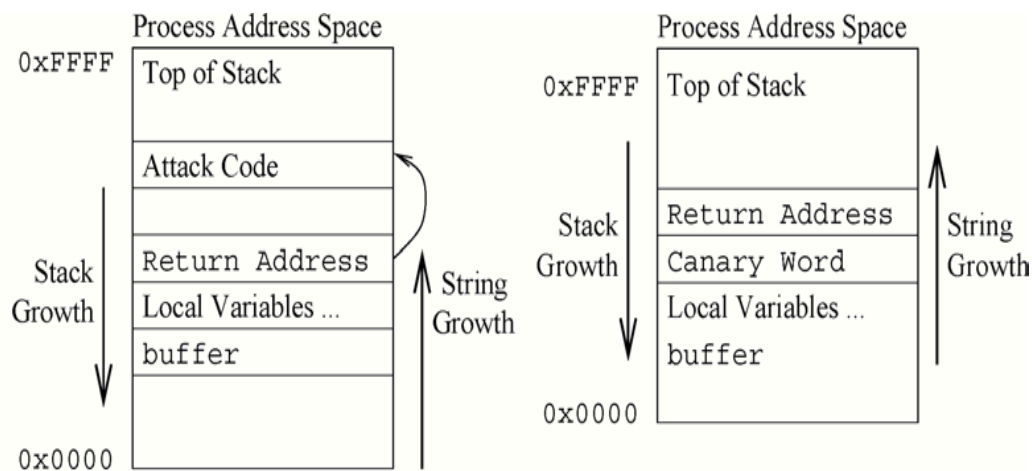 Process Address Space
0xFFFF
Top of Stack
Attack Code
Stack
Growth
Return Address
Local Variables ...
buffer
String
Growth
0x0000
Process Address Space
0xFFFF
Top of Stack
Stack
Growth
Return Address
Canary Word
Local Variables ...
buffer
String
Growth
0x0000